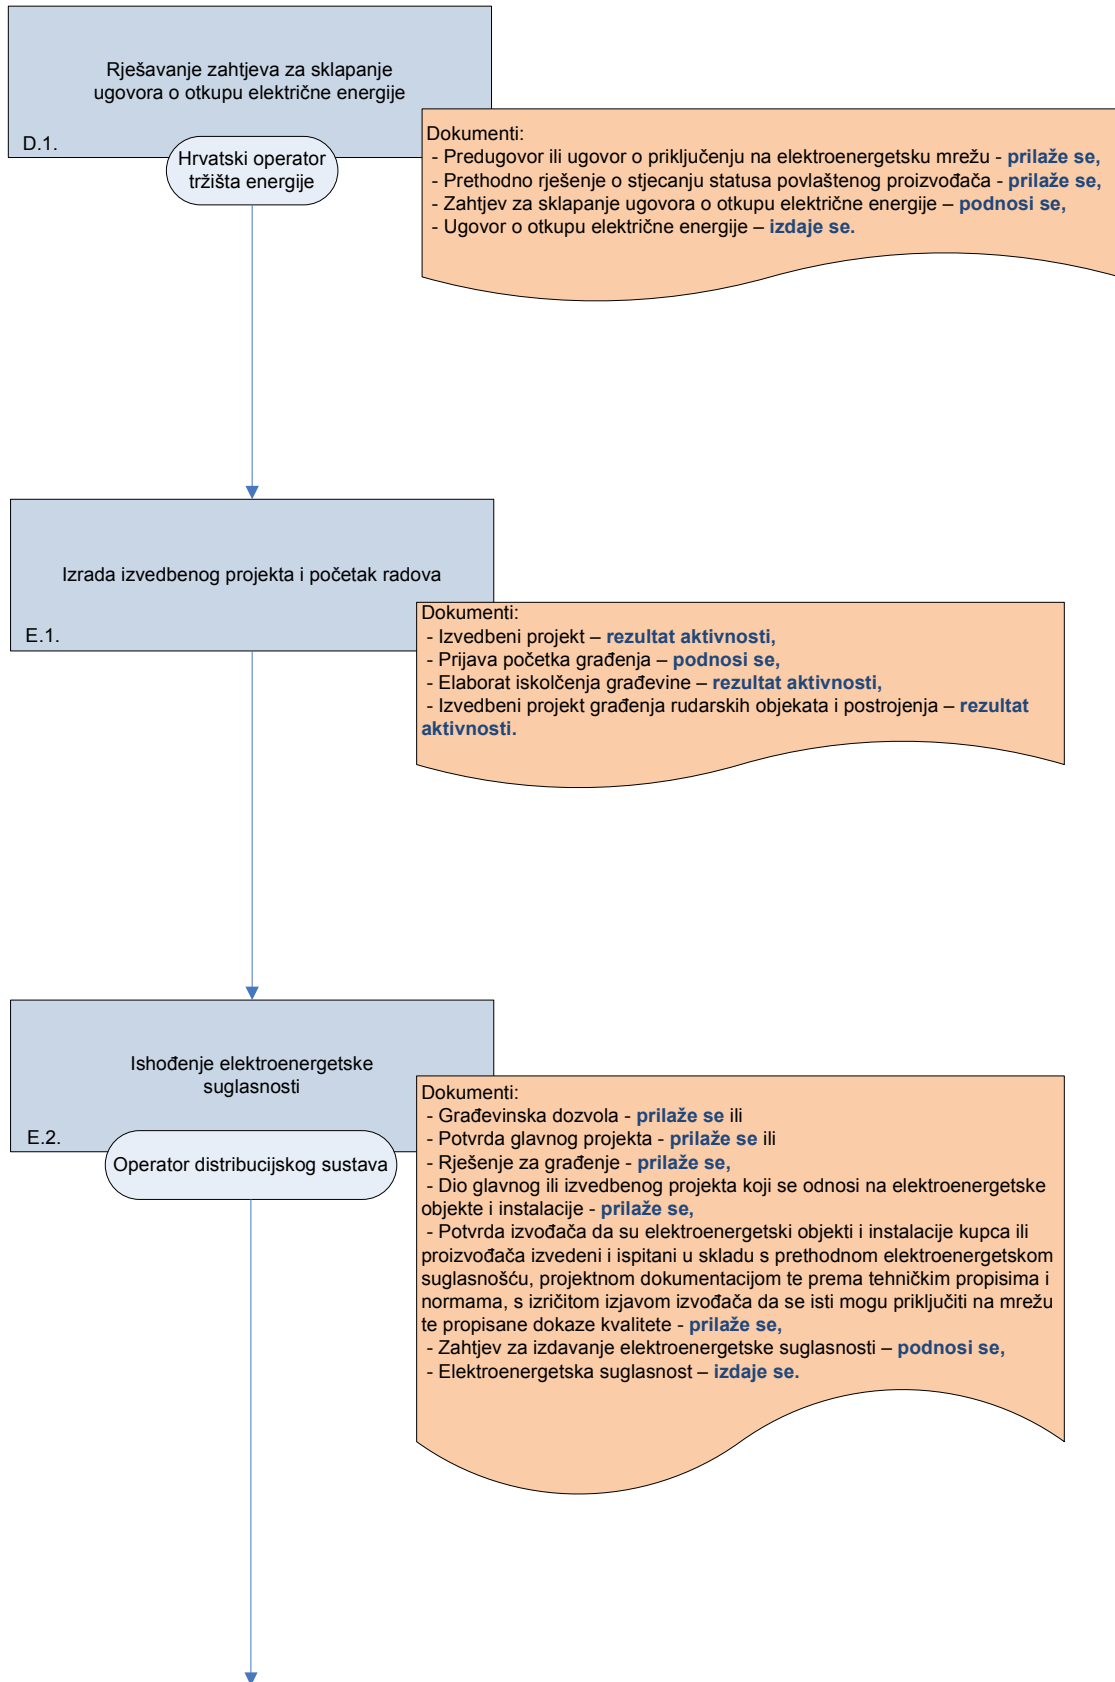 Rješavanje zahtjeva za sklapanje
ugovora o otkupu električne energije
D.1.
Hrvatski operator
tržišta energije
Dokumenti:
- Predugovor ili ugovor o priključenju na elektroenergetsku mrežu - prilaže se,
- Prethodno rješenje o stjecanju statusa povlaštenog proizvođača - prilaže se,
- Zahtjev za sklapanje ugovora o otkupu električne energije – podnosi se,
- Ugovor o otkupu električne energije – izdaje se.
Izrada izvedbenog projekta i početak radova
E.1.
Dokumenti:
- Izvedbeni projekt – rezultat aktivnosti,
- Prijava početka građenja – podnosi se,
- Elaborat iskolčenja građevine – rezultat aktivnosti,
- Izvedbeni projekt građenja rudarskih objekata i postrojenja – rezultat
aktivnosti.
Ishođenje elektroenergetske
suglasnosti
E.2.
Operator distribucijskog sustava
Dokumenti:
- Građevinska dozvola - prilaže se ili
- Potvrda glavnog projekta - prilaže se ili
- Rješenje za građenje - prilaže se,
- Dio glavnog ili izvedbenog projekta koji se odnosi na elektroenergetske
objekte i instalacije - prilaže se,
- Potvrda izvođača da su elektroenergetski objekti i instalacije kupca ili
proizvođača izvedeni i ispitani u skladu s prethodnom elektroenergetskom
suglasnošću, projektnom dokumentacijom te prema tehničkim propisima i
normama, s izričitom izjavom izvođača da se isti mogu priključiti na mrežu
te propisane dokaze kvalitete - prilaže se,
- Zahtjev za izdavanje elektroenergetske suglasnosti – podnosi se,
- Elektroenergetska suglasnost – izdaje se.